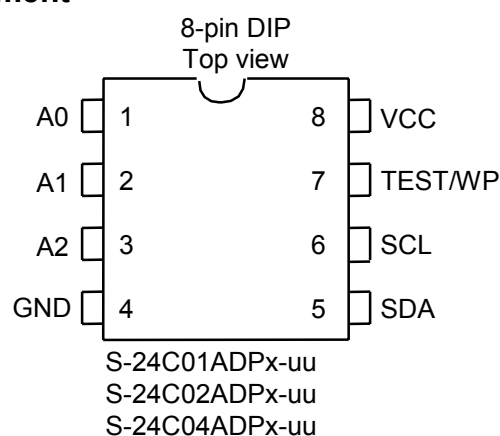 8-pin DIP
Top view
A0 1 8 VCC
A1 2 7 TEST/WP
A2 3 6 SCL
GND 4 5 SDA
S-24C01ADPx-uu
S-24C02ADPx-uu
S-24C04ADPx-uu